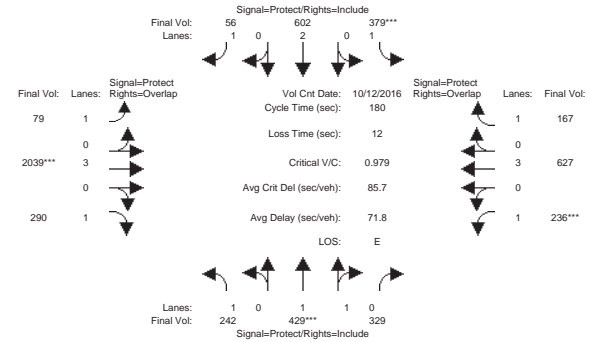 Signal=Protect/Rights=Include
Final Vol: 56 602 379***
Lanes: 1 0 2 0 1
Signal=Protect
Final Vol: Lanes: Rights=Overlap
Vol Cnt Date: 10/12/2016
Signal=Protect
Rights=Overlap Lanes: Final Vol:
Cycle Time (sec): 180
79 1
1 167
Loss Time (sec): 12
0
0
2039*** 3
Critical V/C: 0.979
3 627
0
Avg Crit Del (sec/veh): 85.7
0
290 1
Avg Delay (sec/veh): 71.8
1 236***
LOS: E
Lanes: 1 0 1 1 0
Final Vol: 242 429*** 329
Signal=Protect/Rights=Include